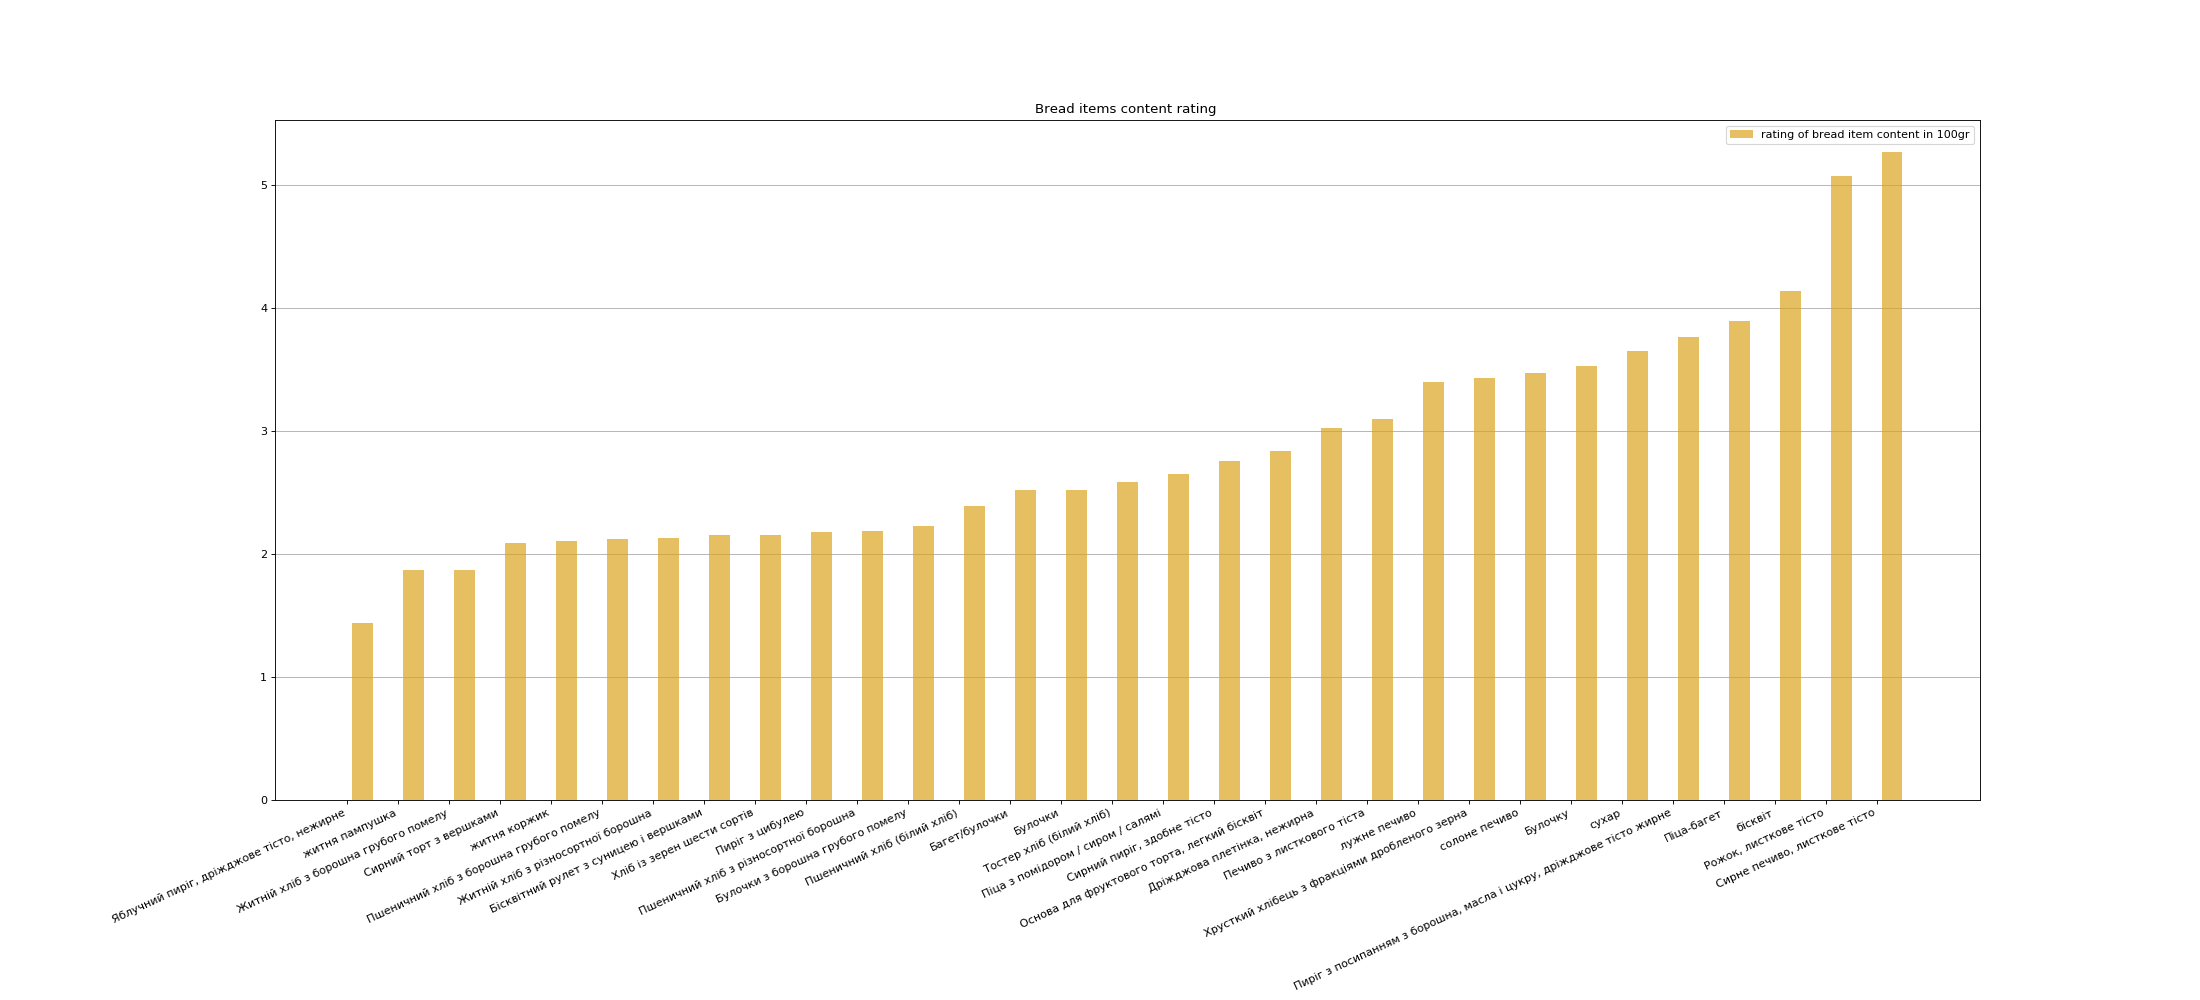 Bread items content rating
rating of bread item content in 100gr
5
4
3
2
1
0
Яблучний пиріг, дріжджове тісто, нежирне
житня пампушка
Житній хліб з борошна грубого помелу
Сирний торт з вершками
житня коржик
Пшеничний хліб з борошна грубого помелу
Житній хліб з різносортної борошна
Бісквітний рулет з суницею і вершками
Хліб із зерен шести сортів
Пиріг з цибулею
Пшеничний хліб з різносортної борошна
Булочки з борошна грубого помелу
Пшеничний хліб (білий хліб)
Багет/булочки
Булочки
Тостер хліб (білий хліб)
Піца з помідором / сиром / салямі
Сирний пиріг, здобне тісто
Основа для фруктового торта, легкий бісквіт
Дріжджова плетінка, нежирна
Печиво з листкового тіста
лужне печиво
Хрусткий хлібець з фракціями дробленого зерна
солоне печиво
Булочку
сухар
Пиріг з посипанням з борошна, масла і цукру, дріжджове тісто жирне
Піца-багет
бісквіт
Рожок, листкове тісто
Сирне печиво, листкове тісто